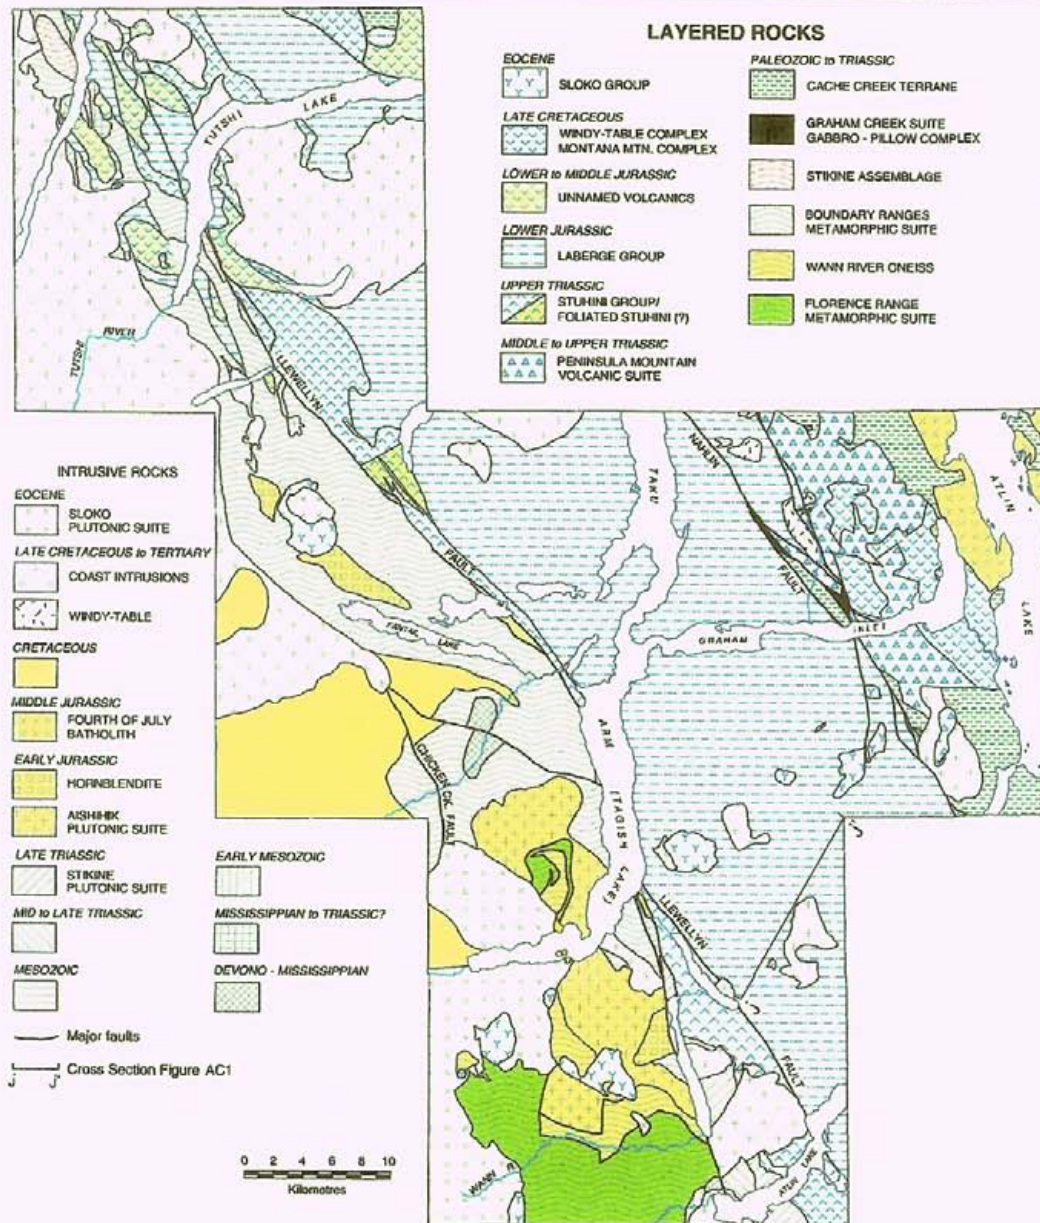 LAYERED ROCKS
EOCENE
SLOKO GROUP
LATE CRETACEOUS
WINDY-TABLE COMPLEX
MONTANA MTN. COMPLEX
LOWER to MIDDLE JURASSIC
UNNAMED VOLCANICS
LOWER JURASSIC
LABERGE GROUP
UPPER TRIASSIC
STUHINI GROUP/
FOLIATED STUHINI (?)
MIDDLE to UPPER TRIASSIC
PENINSULA MOUNTAIN
VOLCANIC SUITE
PALEOZOIC to TRIASSIC
CACHE CREEK TERRANE
GRAHAM CREEK SUITE
GABBRO - PILLOW COMPLEX
STIKINE ASSEMBLAGE
BOUNDARY RANGES
METAMORPHIC SUITE
WANN RIVER GNEISS
FLORENCE RANGE
METAMORPHIC SUITE
TUTSHI LAKE
TUTSHI RIVER
LLEWELLYN
FAULT
TAKU
ARM
(TAGISH LAKE)
NAHLIN
FAULT
GRAHAM INLET
ATLIN
LAKE
FANTAIL LAKE
CHICKEN CK. FAULT
LLEWELLYN
FAULT
WANN R.
ATLIN LAKE
INTRUSIVE ROCKS
EOCENE
SLOKO
PLUTONIC SUITE
LATE CRETACEOUS to TERTIARY
COAST INTRUSIONS
WINDY-TABLE
CRETACEOUS
MIDDLE JURASSIC
FOURTH OF JULY
BATHOLITH
EARLY JURASSIC
HORNBLENDITE
AISHIHIK
PLUTONIC SUITE
LATE TRIASSIC
STIKINE
PLUTONIC SUITE
MID to LATE TRIASSIC
MESOZOIC
EARLY MESOZOIC
MISSISSIPPIAN to TRIASSIC?
DEVONO - MISSISSIPPIAN
Major faults
Cross Section Figure AC1
0 2 4 6 8 10
Kilometres